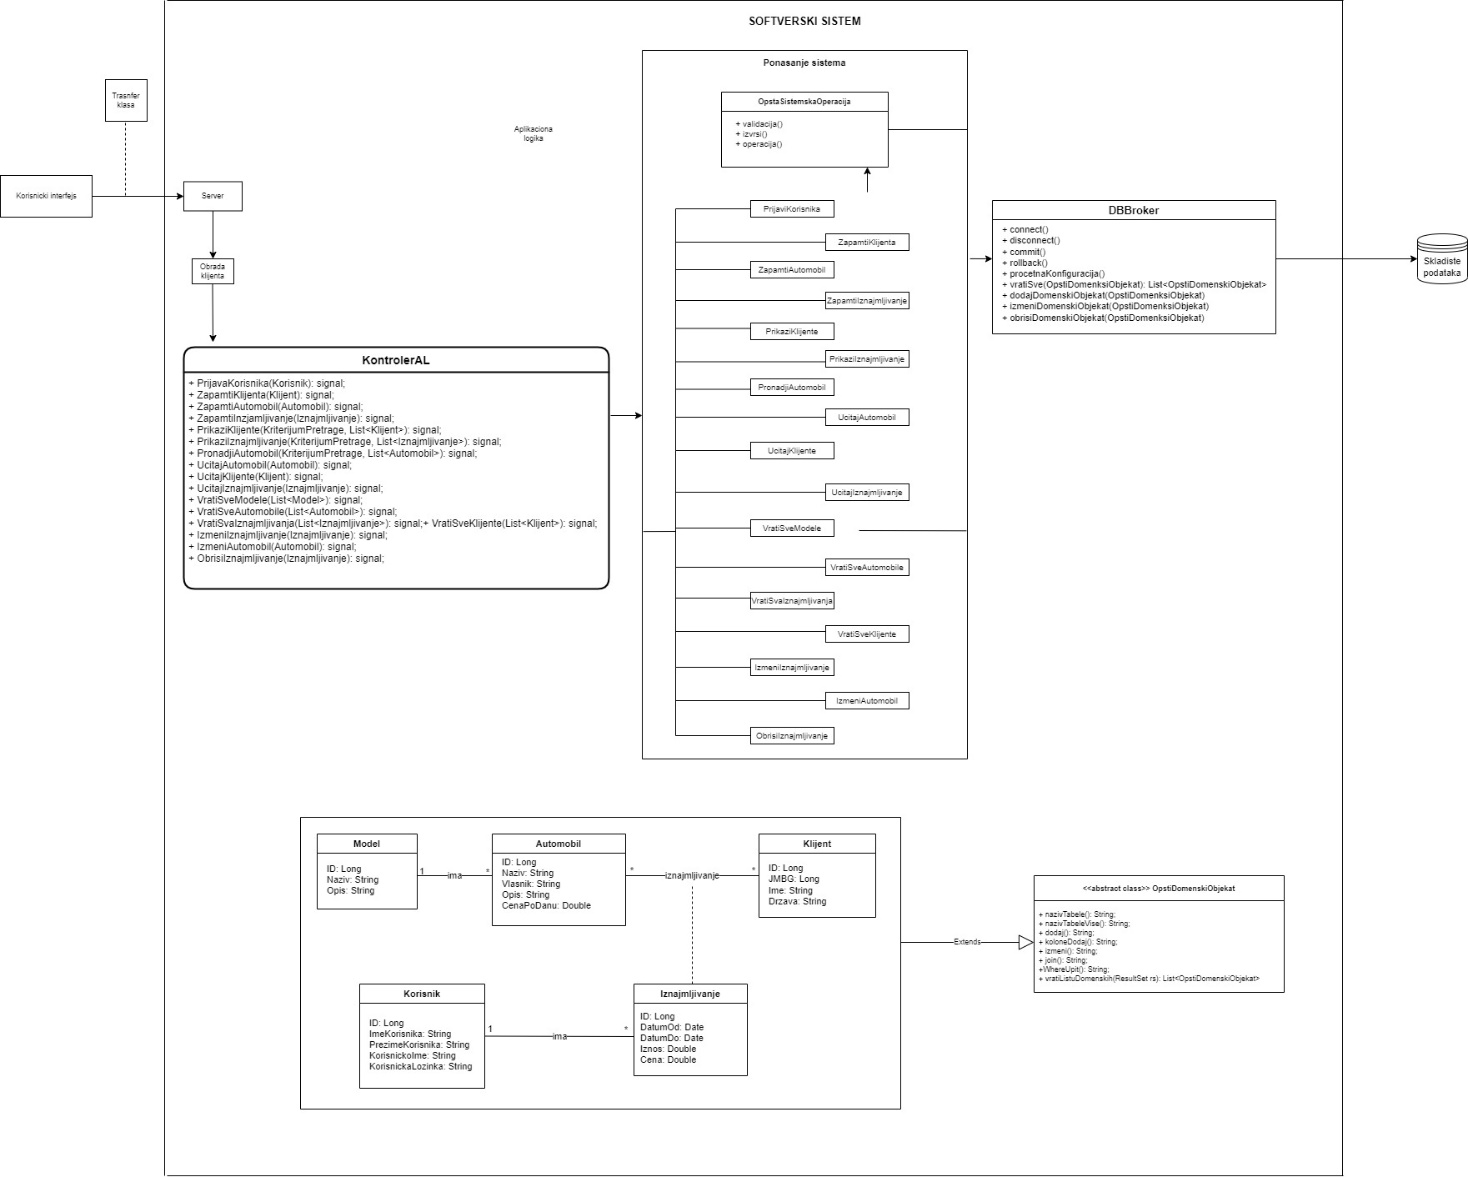 SOFTVERSKI SISTEM
Trasnfer
klasa
Korisnicki interfejs
Server
Obrada
klijenta
Aplikaciona
logika
KontrolerAL
+ PrijavaKorisnika(Korisnik): signal;
+ ZapamtiKlijenta(Klijent): signal;
+ ZapamtiAutomobil(Automobil): signal;
+ ZapamtiInzjamljivanje(Iznajmljivanje): signal;
+ PrikaziKlijente(KriterijumPretrage, List<Klijent>): signal;
+ PrikaziIznajmljivanje(KriterijumPretrage, List<Iznajmljivanje>): signal;
+ PronadjiAutomobil(KriterijumPretrage, List<Automobil>): signal;
+ UcitajAutomobil(Automobil): signal;
+ UcitajKlijente(Klijent): signal;
+ UcitajIznajmljivanje(Iznajmljivanje): signal;
+ VratiSveModele(List<Model>): signal;
+ VratiSveAutomobile(List<Automobil>): signal;
+ VratiSvaIznajmljivanja(List<Iznajmljivanje>): signal;+ VratiSveKlijente(List<Klijent>): signal;
+ IzmeniIznajmljivanje(Iznajmljivanje): signal;
+ IzmeniAutomobil(Automobil): signal;
+ ObrisiIznajmljivanje(Iznajmljivanje): signal;
Ponasanje sistema
OpstaSistemskaOperacija
+ validacija()
+ izvrsi()
+ operacija()
PrijaviKorisnika
ZapamtiKlijenta
ZapamtiAutomobil
ZapamtiIznajmljivanje
PrikaziKlijente
PrikaziIznajmljivanje
PronadjiAutomobil
UcitajAutomobil
UcitajKlijente
UcitajIznajmljivanje
VratiSveModele
VratiSveAutomobile
VratiSvaIznajmljivanja
VratiSveKlijente
IzmeniIznajmljivanje
IzmeniAutomobil
ObrisiIznajmljivanje
DBBroker
+ connect()
+ disconnect()
+ commit()
+ rollback()
+ procetnaKonfiguracija()
+ vratiSve(OpstiDomenksiObjekat): List<OpstiDomenskiObjekat>
+ dodajDomenskiObjekat(OpstiDomenksiObjekat)
+ izmeniDomenskiObjekat(OpstiDomenksiObjekat)
+ obrisiDomenskiObjekat(OpstiDomenksiObjekat)
Skladiste
podataka
Model
ID: Long
Naziv: String
Opis: String
1
ima
*
Automobil
ID: Long
Naziv: String
Vlasnik: String
Opis: String
CenaPoDanu: Double
*
iznajmljivanje
*
Klijent
ID: Long
JMBG: Long
Ime: String
Drzava: String
Korisnik
ID: Long
ImeKorisnika: String
PrezimeKorisnika: String
KorisnickoIme: String
KorisnickaLozinka: String
1
ima
*
Iznajmljivanje
ID: Long
DatumOd: Date
DatumDo: Date
Iznos: Double
Cena: Double
Extends
<<abstract class>> OpstiDomenskiObjekat
+ nazivTabele(): String;
+ nazivTabeleVise(): String;
+ dodaj(): String;
+ koloneDodaj(): String;
+ izmeni(): String;
+ join(): String;
+WhereUpit(): String;
+ vratiListuDomenskih(ResultSet rs): List<OpstiDomenskiObjekat>